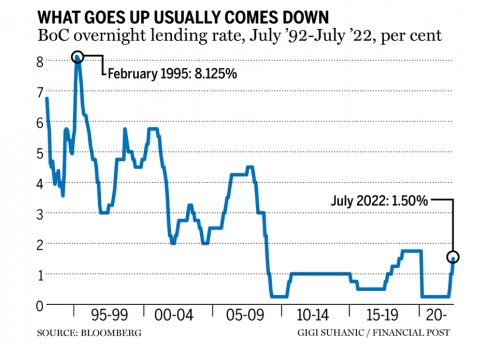 WHAT GOES UP USUALLY COMES DOWN
BoC overnight lending rate, July ’92-July ’22, per cent
8
February 1995: 8.125%
7
6
5
4
July 2022: 1.50%
3
2
1
0
95-99 00-04 05-09 10-14 15-19 20-
SOURCE: BLOOMBERG GIGI SUHANIC / FINANCIAL POST